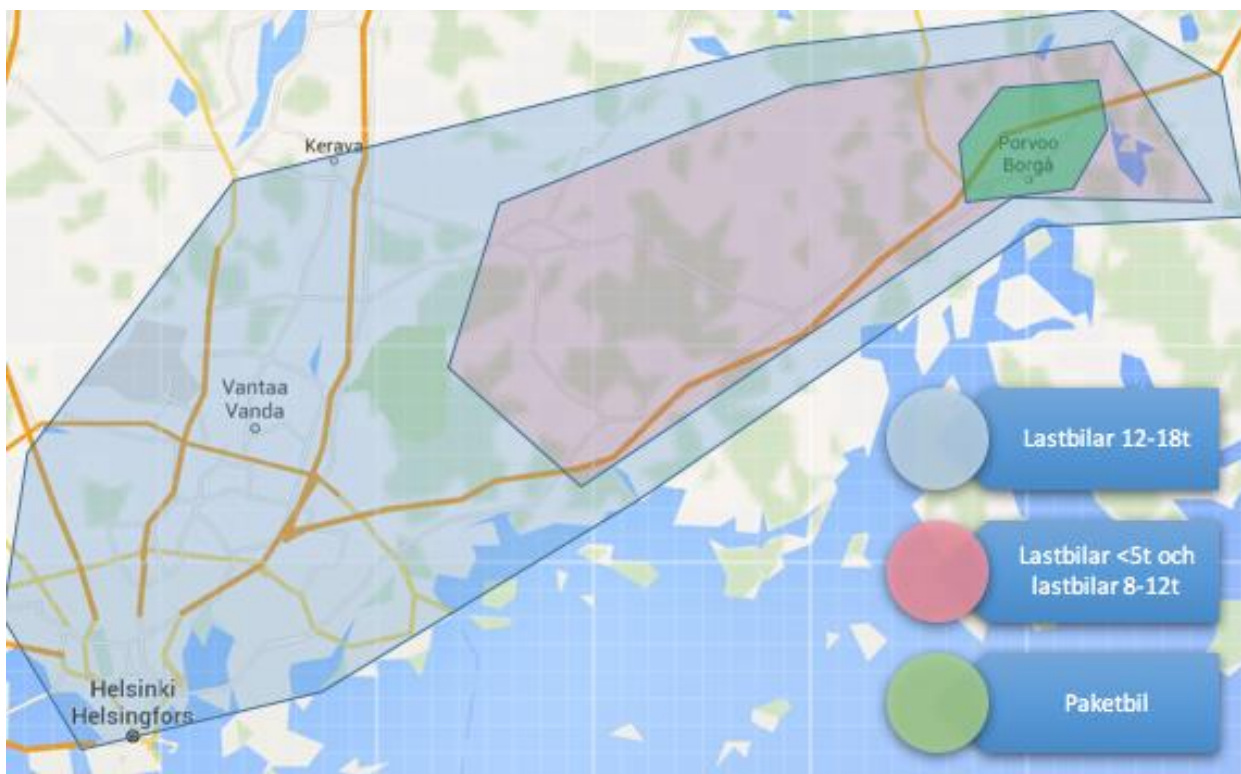 Kerava
Porvoo
Borgå
Vantaa
Vanda
Lastbilar 12-18t
Lastbilar <5t och
lastbilar 8-12t
Helsinki
Helsingfors
Paketbil